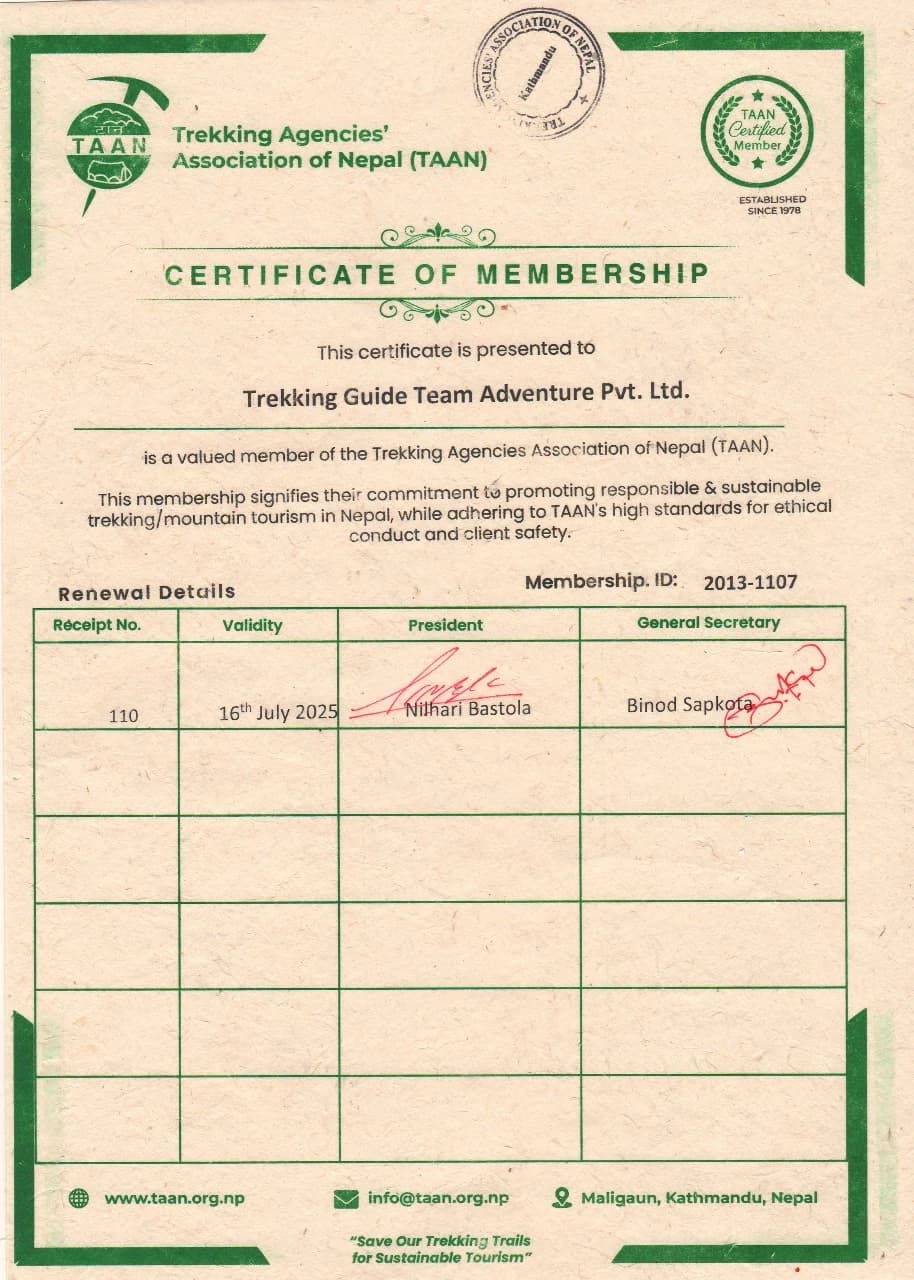 TREKKING AGENCIES' ASSOCIATION OF NEPAL
Kathmandu
टान
TAAN
Trekking Agencies'
Association of Nepal (TAAN)
TAAN
Certified
Member
ESTABLISHED
SINCE 1978
CERTIFICATE OF MEMBERSHIP
This certificate is presented to
Trekking Guide Team Adventure Pvt. Ltd.
is a valued member of the Trekking Agencies Association of Nepal (TAAN).
This membership signifies their commitment to promoting responsible & sustainable
trekking/mountain tourism in Nepal, while adhering to TAAN's high standards for ethical
conduct and client safety.
Renewal Details
Membership. ID: 2013-1107
Receipt No. Validity President General Secretary
110 16th July 2025 Nilhari Bastola Binod Sapkota
www.taan.org.np info@taan.org.np Maligaun, Kathmandu, Nepal
"Save Our Trekking Trails
for Sustainable Tourism"